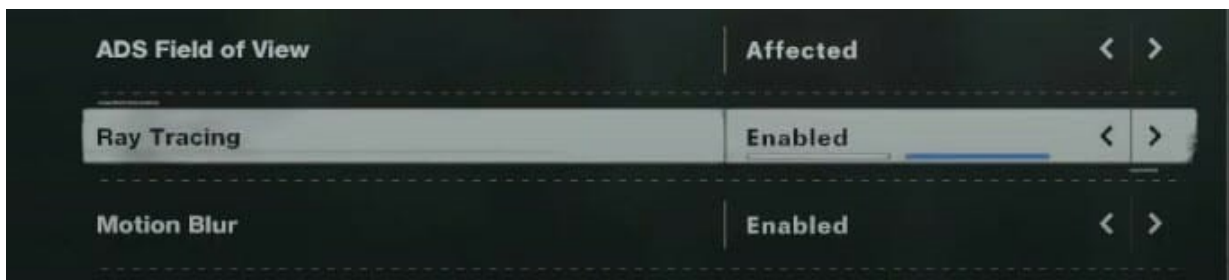 ADS Field of View Affected
Ray Tracing Enabled
Motion Blur Enabled